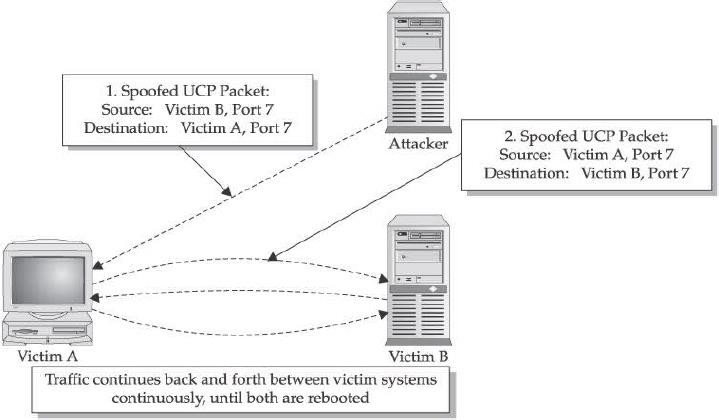 1. Spoofed UCP Packet:
Source: Victim B, Port 7
Destination: Victim A, Port 7
Attacker
2. Spoofed UCP Packet:
Source: Victim A, Port 7
Destination: Victim B, Port 7
Victim A
Victim B
Traffic continues back and forth between victim systems
continuously, until both are rebooted